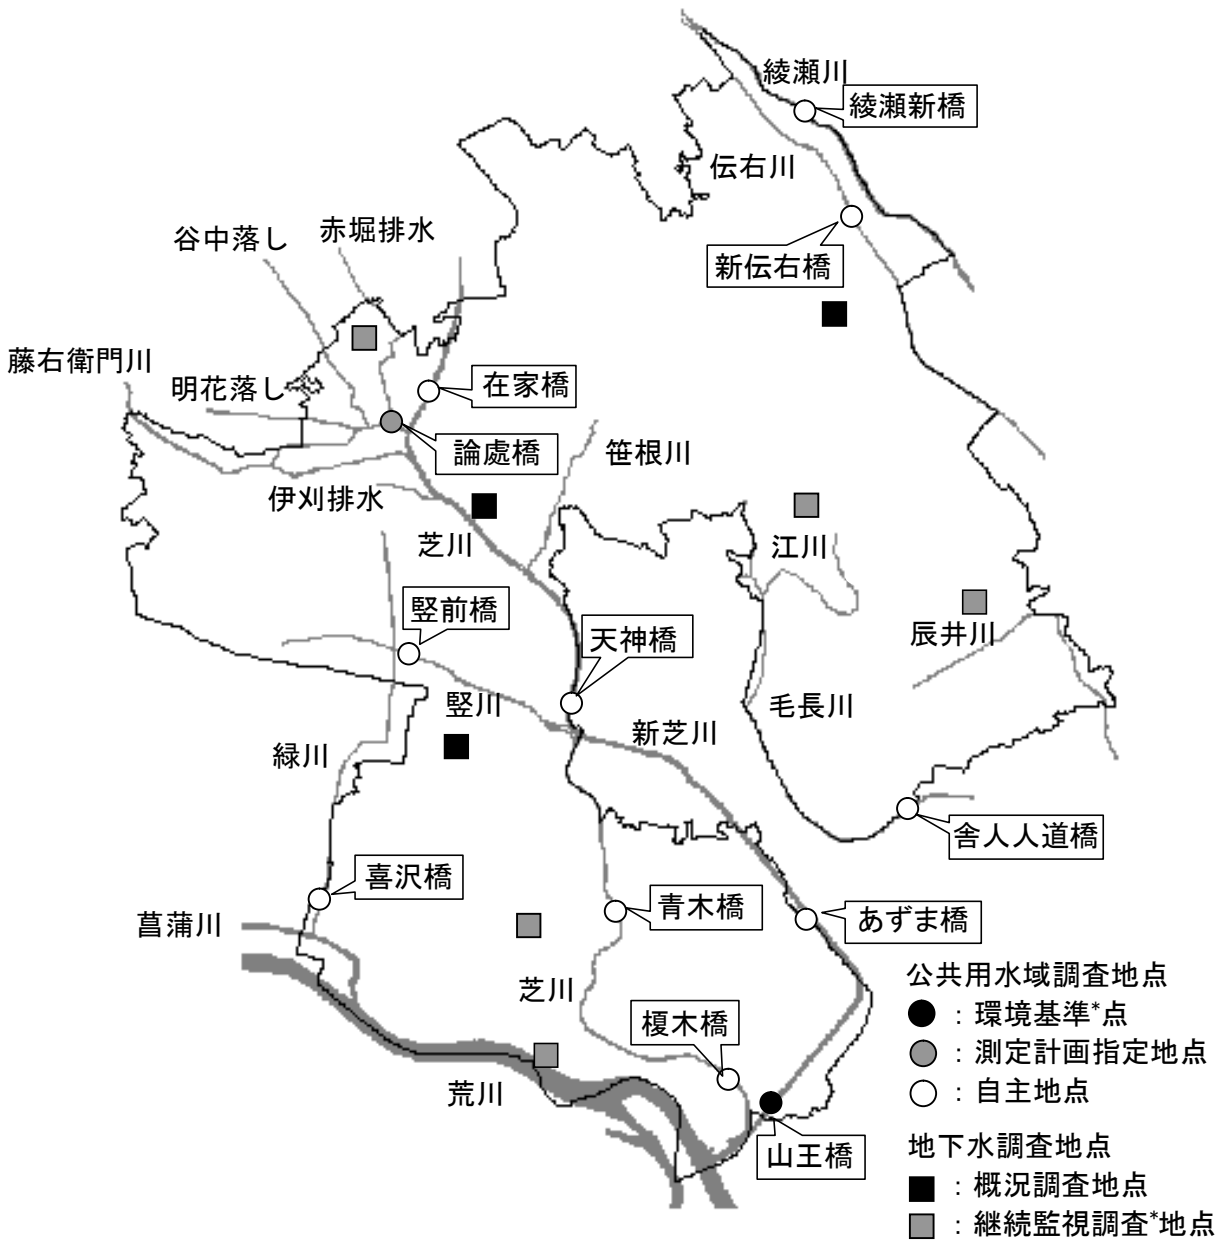 綾瀬川
綾瀬新橋
伝右川
新伝右橋
赤堀排水
谷中落し
藤右衛門川
明花落し
在家橋
論處橋
笹根川
伊刈排水
芝川
江川
竪前橋
天神橋
辰井川
竪川
毛長川
新芝川
緑川
舎人人道橋
喜沢橋
青木橋
あずま橋
菖蒲川
芝川
榎木橋
荒川
山王橋
公共用水域調査地点
：環境基準*点
：測定計画指定地点
：自主地点
地下水調査地点
：概況調査地点
：継続監視調査*地点